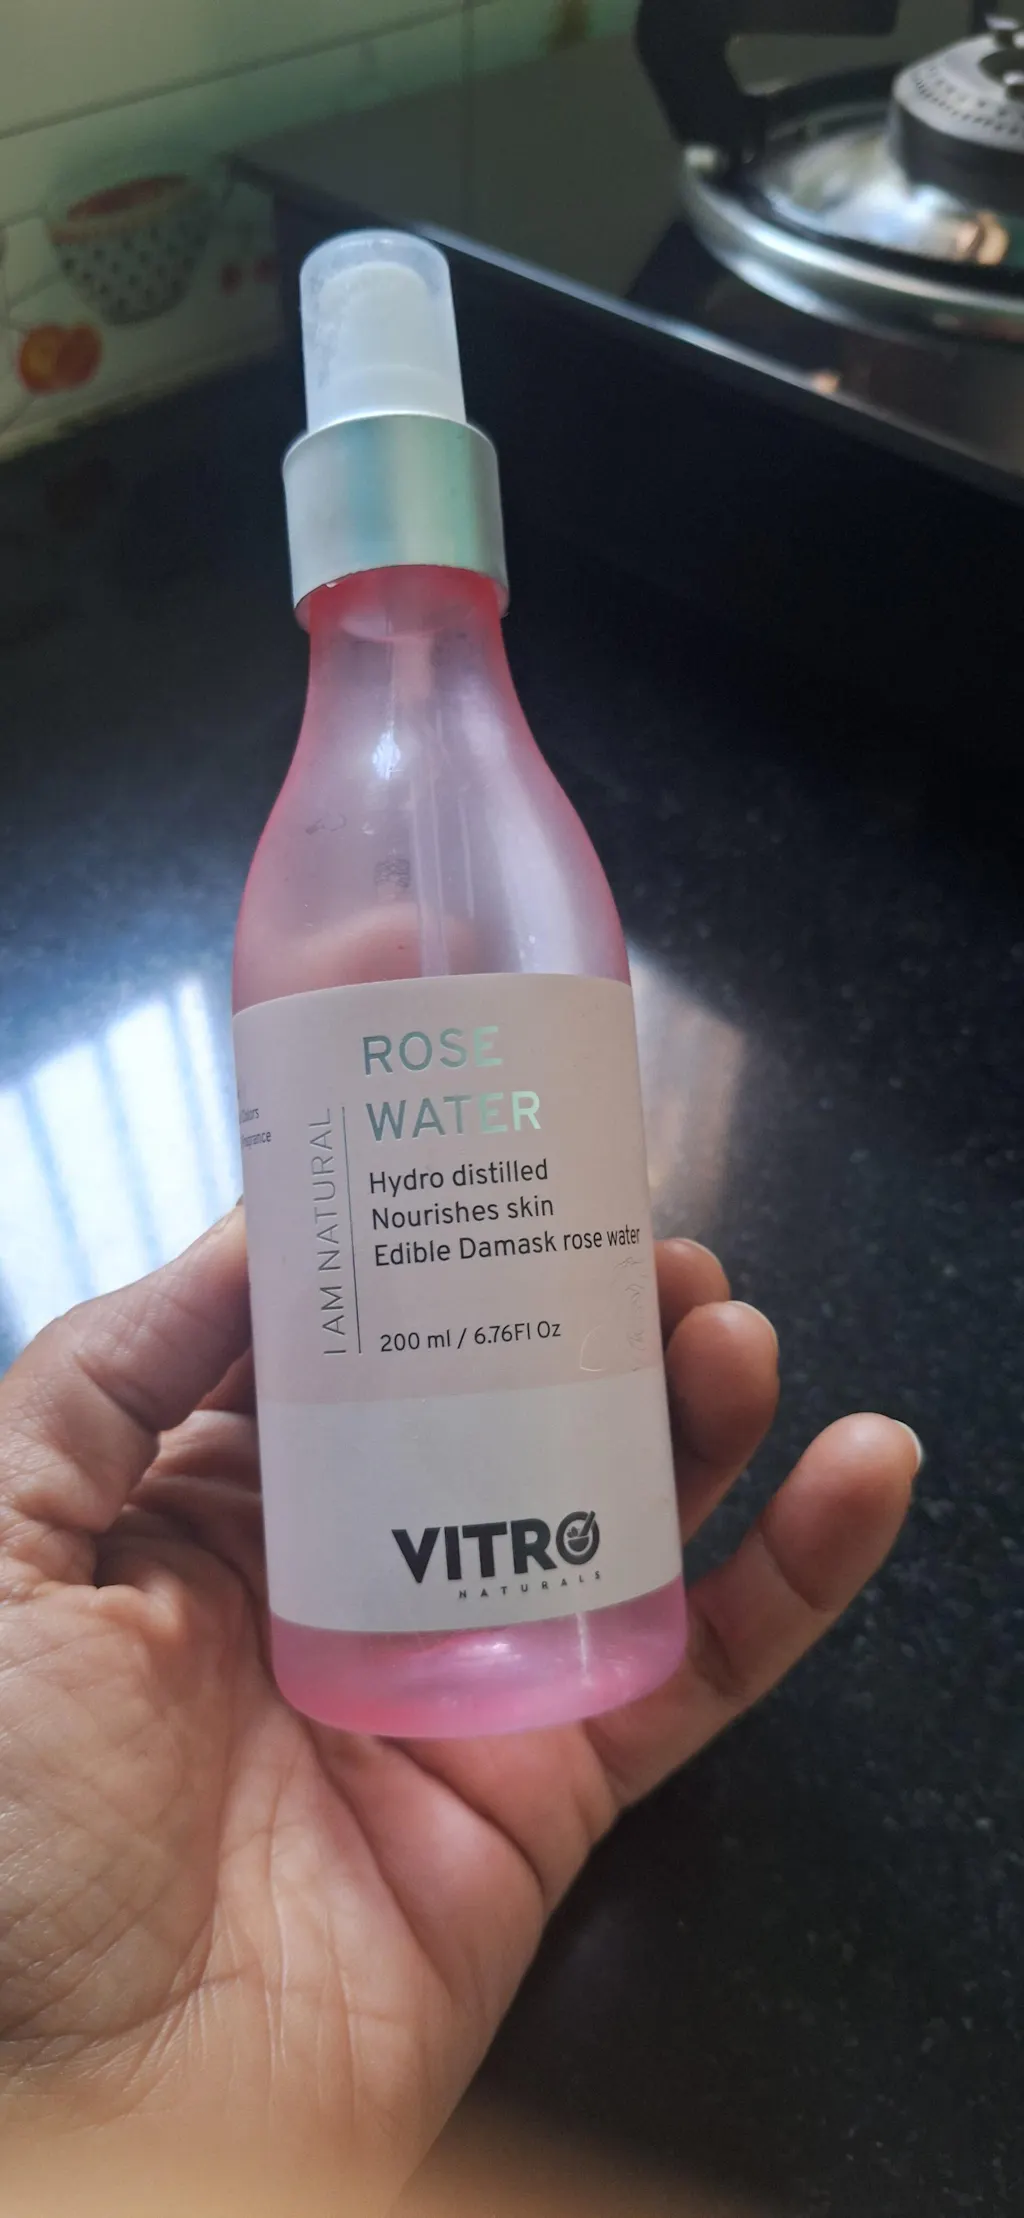 ROSE
WATER
Hydro distilled
Nourishes skin
Edible Damask rose water
200 ml / 6.76Fl Oz
I AM NATURAL
VITRO
NATURALS